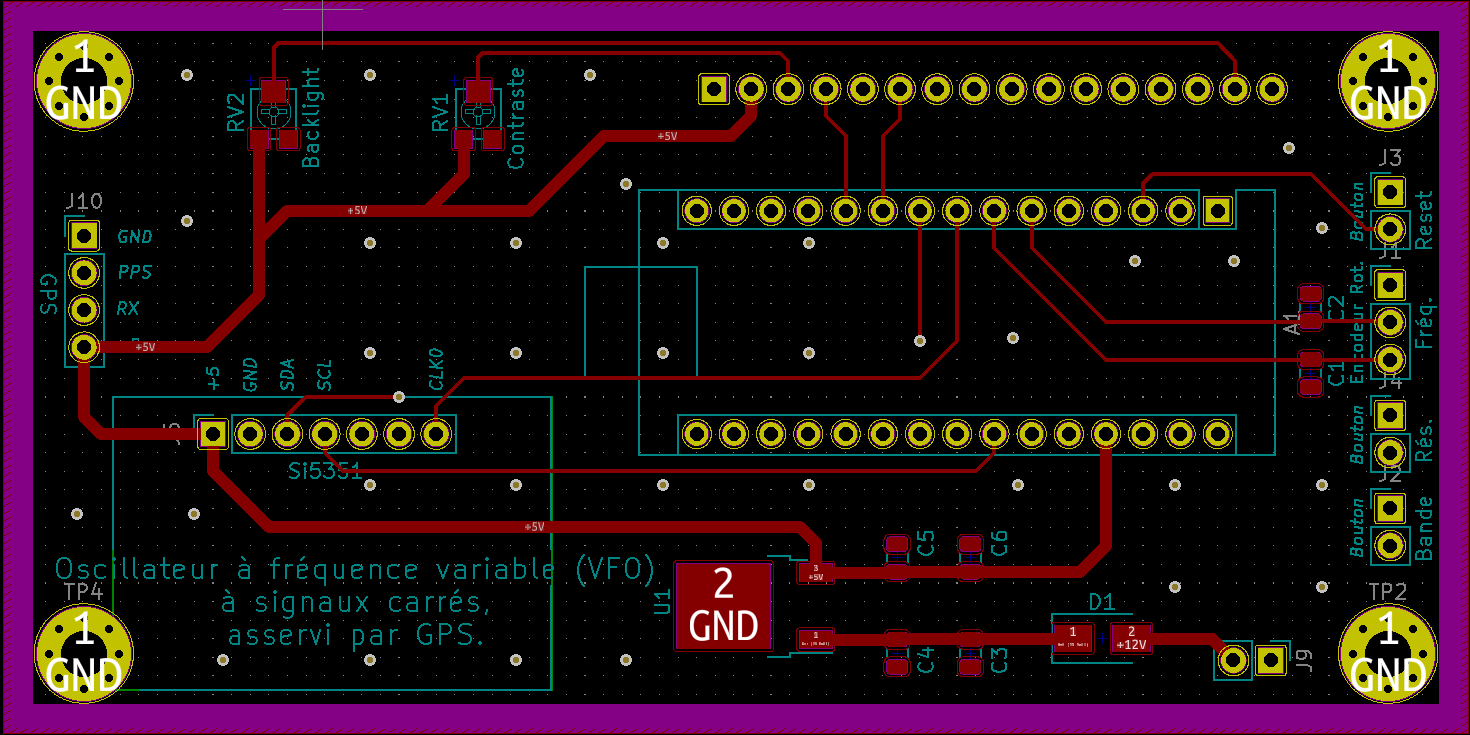 1
GND
1
GND
RV2
Backlight
RV1
Contraste
+5V
+5V
J3
Bouton
Reset
J10
GND
PPS
RX
GPS
+5V
J1
Encodeur Rot.
Fréq.
A1
C2
C1
+5
GND
SDA
SCL
CLK0
Si5351
J4
Bouton
Rés.
J2
Bouton
Bande
+5V
C5
C6
Oscillateur à fréquence variable (VFO)
à signaux carrés,
asservi par GPS.
U1
2
GND
3
+5V
1
C4
C3
D1
1
2
+12V
J9
TP4
1
GND
TP2
1
GND